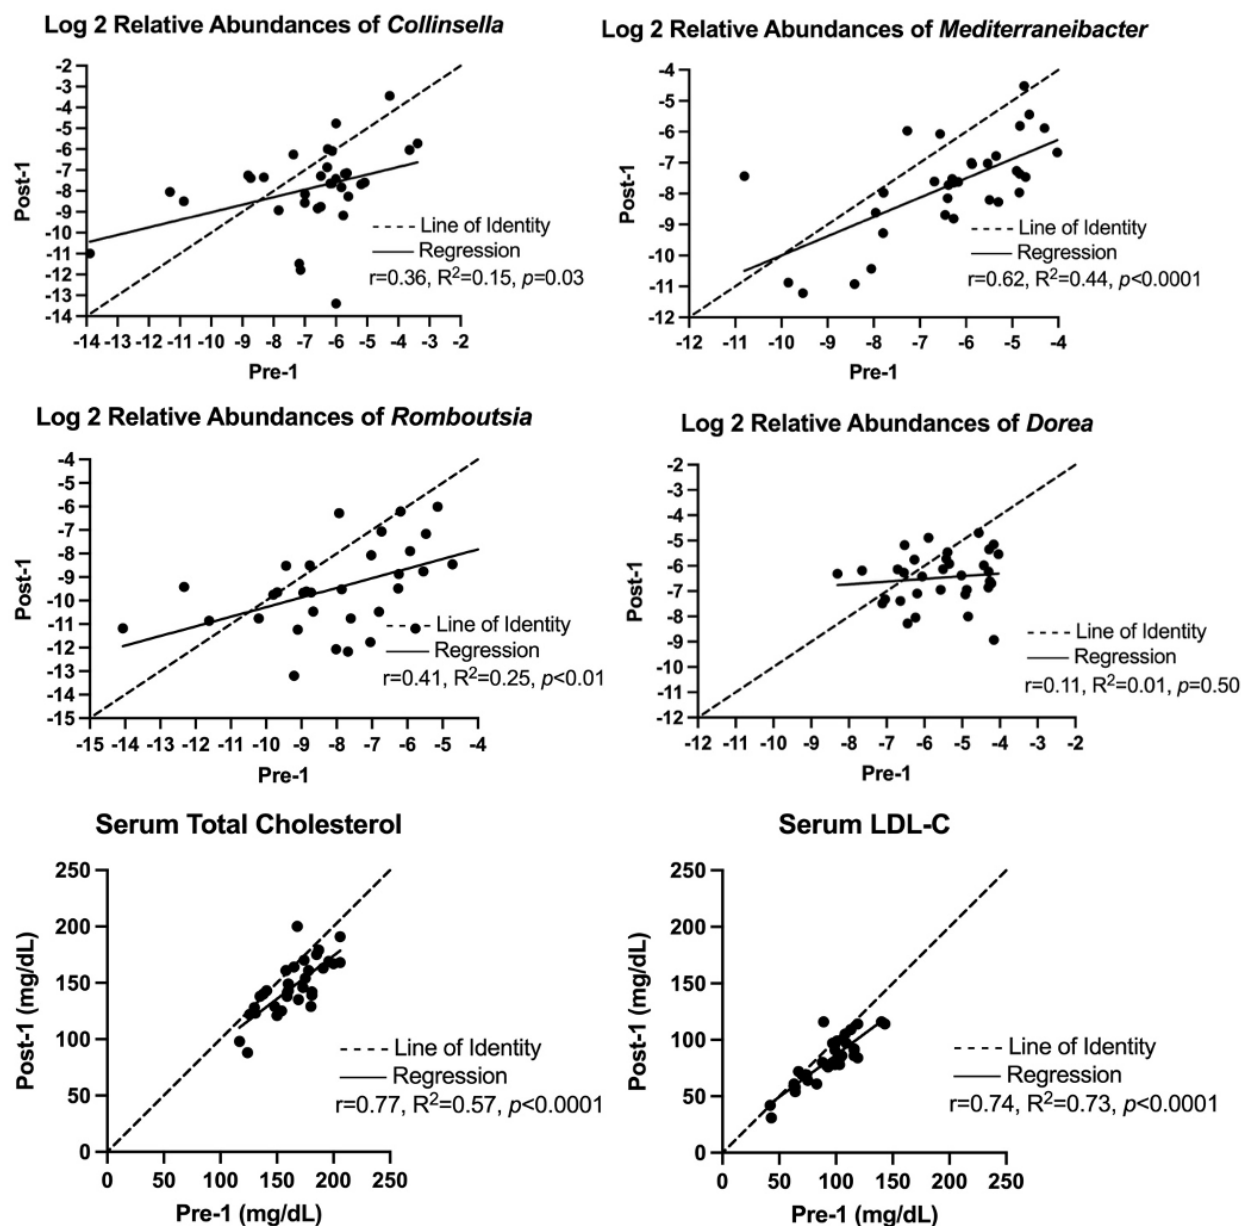 Log 2 Relative Abundances of Collinsella
-2
-3
-4
-5
-6
-7
-8
-9
-10
-11
-12
-13
-14
Post-1
-14 -13 -12 -11 -10 -9 -8 -7 -6 -5 -4 -3 -2
Pre-1
Line of Identity
Regression
r=0.36, R²=0.15, p=0.03
Log 2 Relative Abundances of Mediterraneibacter
-4
-5
-6
-7
-8
-9
-10
-11
-12
Post-1
-12 -11 -10 -9 -8 -7 -6 -5 -4
Pre-1
Line of Identity
Regression
r=0.62, R²=0.44, p<0.0001
Log 2 Relative Abundances of Romboutsia
-4
-5
-6
-7
-8
-9
-10
-11
-12
-13
-14
-15
Post-1
-15 -14 -13 -12 -11 -10 -9 -8 -7 -6 -5 -4
Pre-1
Line of Identity
Regression
r=0.41, R²=0.25, p<0.01
Log 2 Relative Abundances of Dorea
-2
-3
-4
-5
-6
-7
-8
-9
-10
-11
-12
Post-1
-12 -11 -10 -9 -8 -7 -6 -5 -4 -3 -2
Pre-1
Line of Identity
Regression
r=0.11, R²=0.01, p=0.50
Serum Total Cholesterol
250
200
150
100
50
0
Post-1 (mg/dL)
0 50 100 150 200 250
Pre-1 (mg/dL)
Line of Identity
Regression
r=0.77, R²=0.57, p<0.0001
Serum LDL-C
250
200
150
100
50
0
Post-1 (mg/dL)
0 50 100 150 200 250
Pre-1 (mg/dL)
Line of Identity
Regression
r=0.74, R²=0.73, p<0.0001